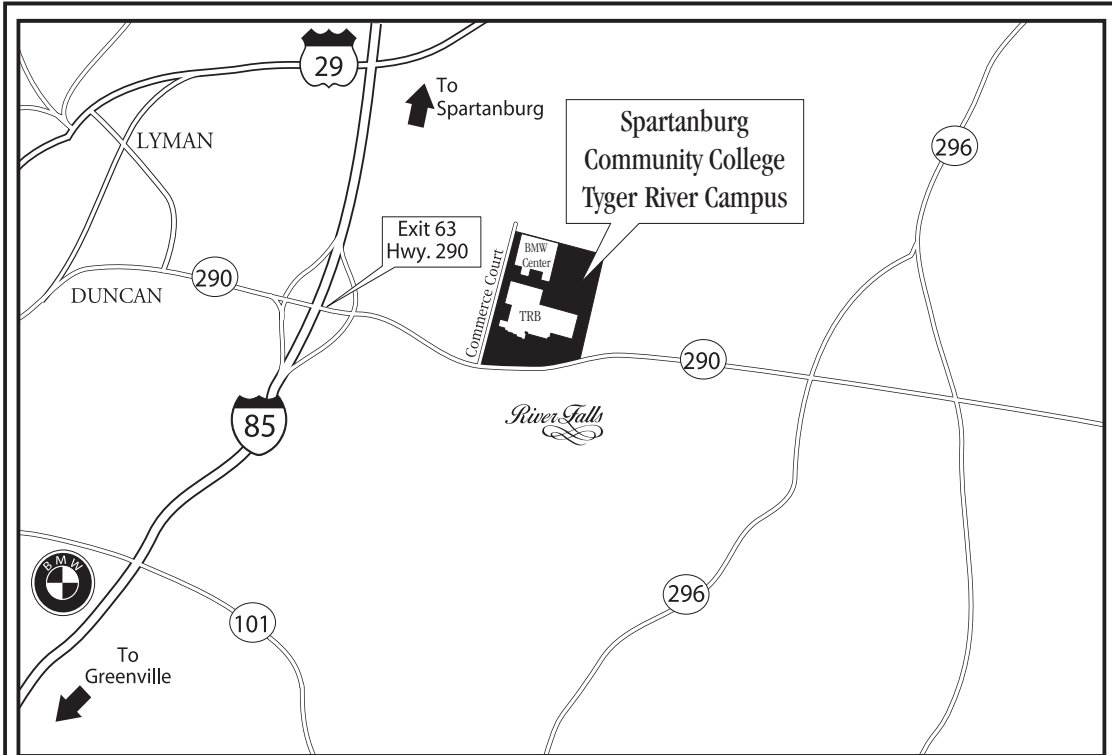 29
To
Spartanburg
Spartanburg
Community College
Tyger River Campus
LYMAN
296
Exit 63
Hwy. 290
BMW
Center
Commerce Court
290
DUNCAN
TRB
290
85
River Falls
BMW
296
101
To
Greenville